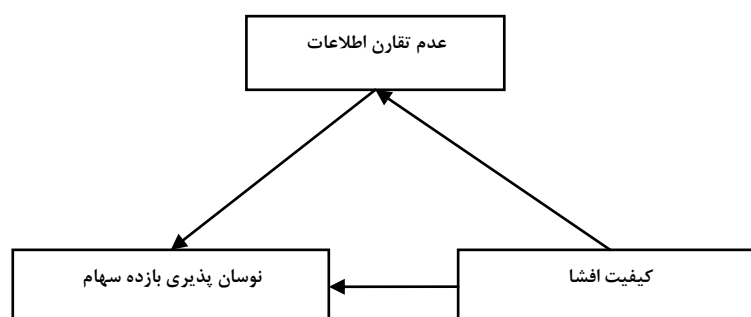 عدم تقارن اطلاعات
کیفیت افشا
نوسان پذیری بازده سهام